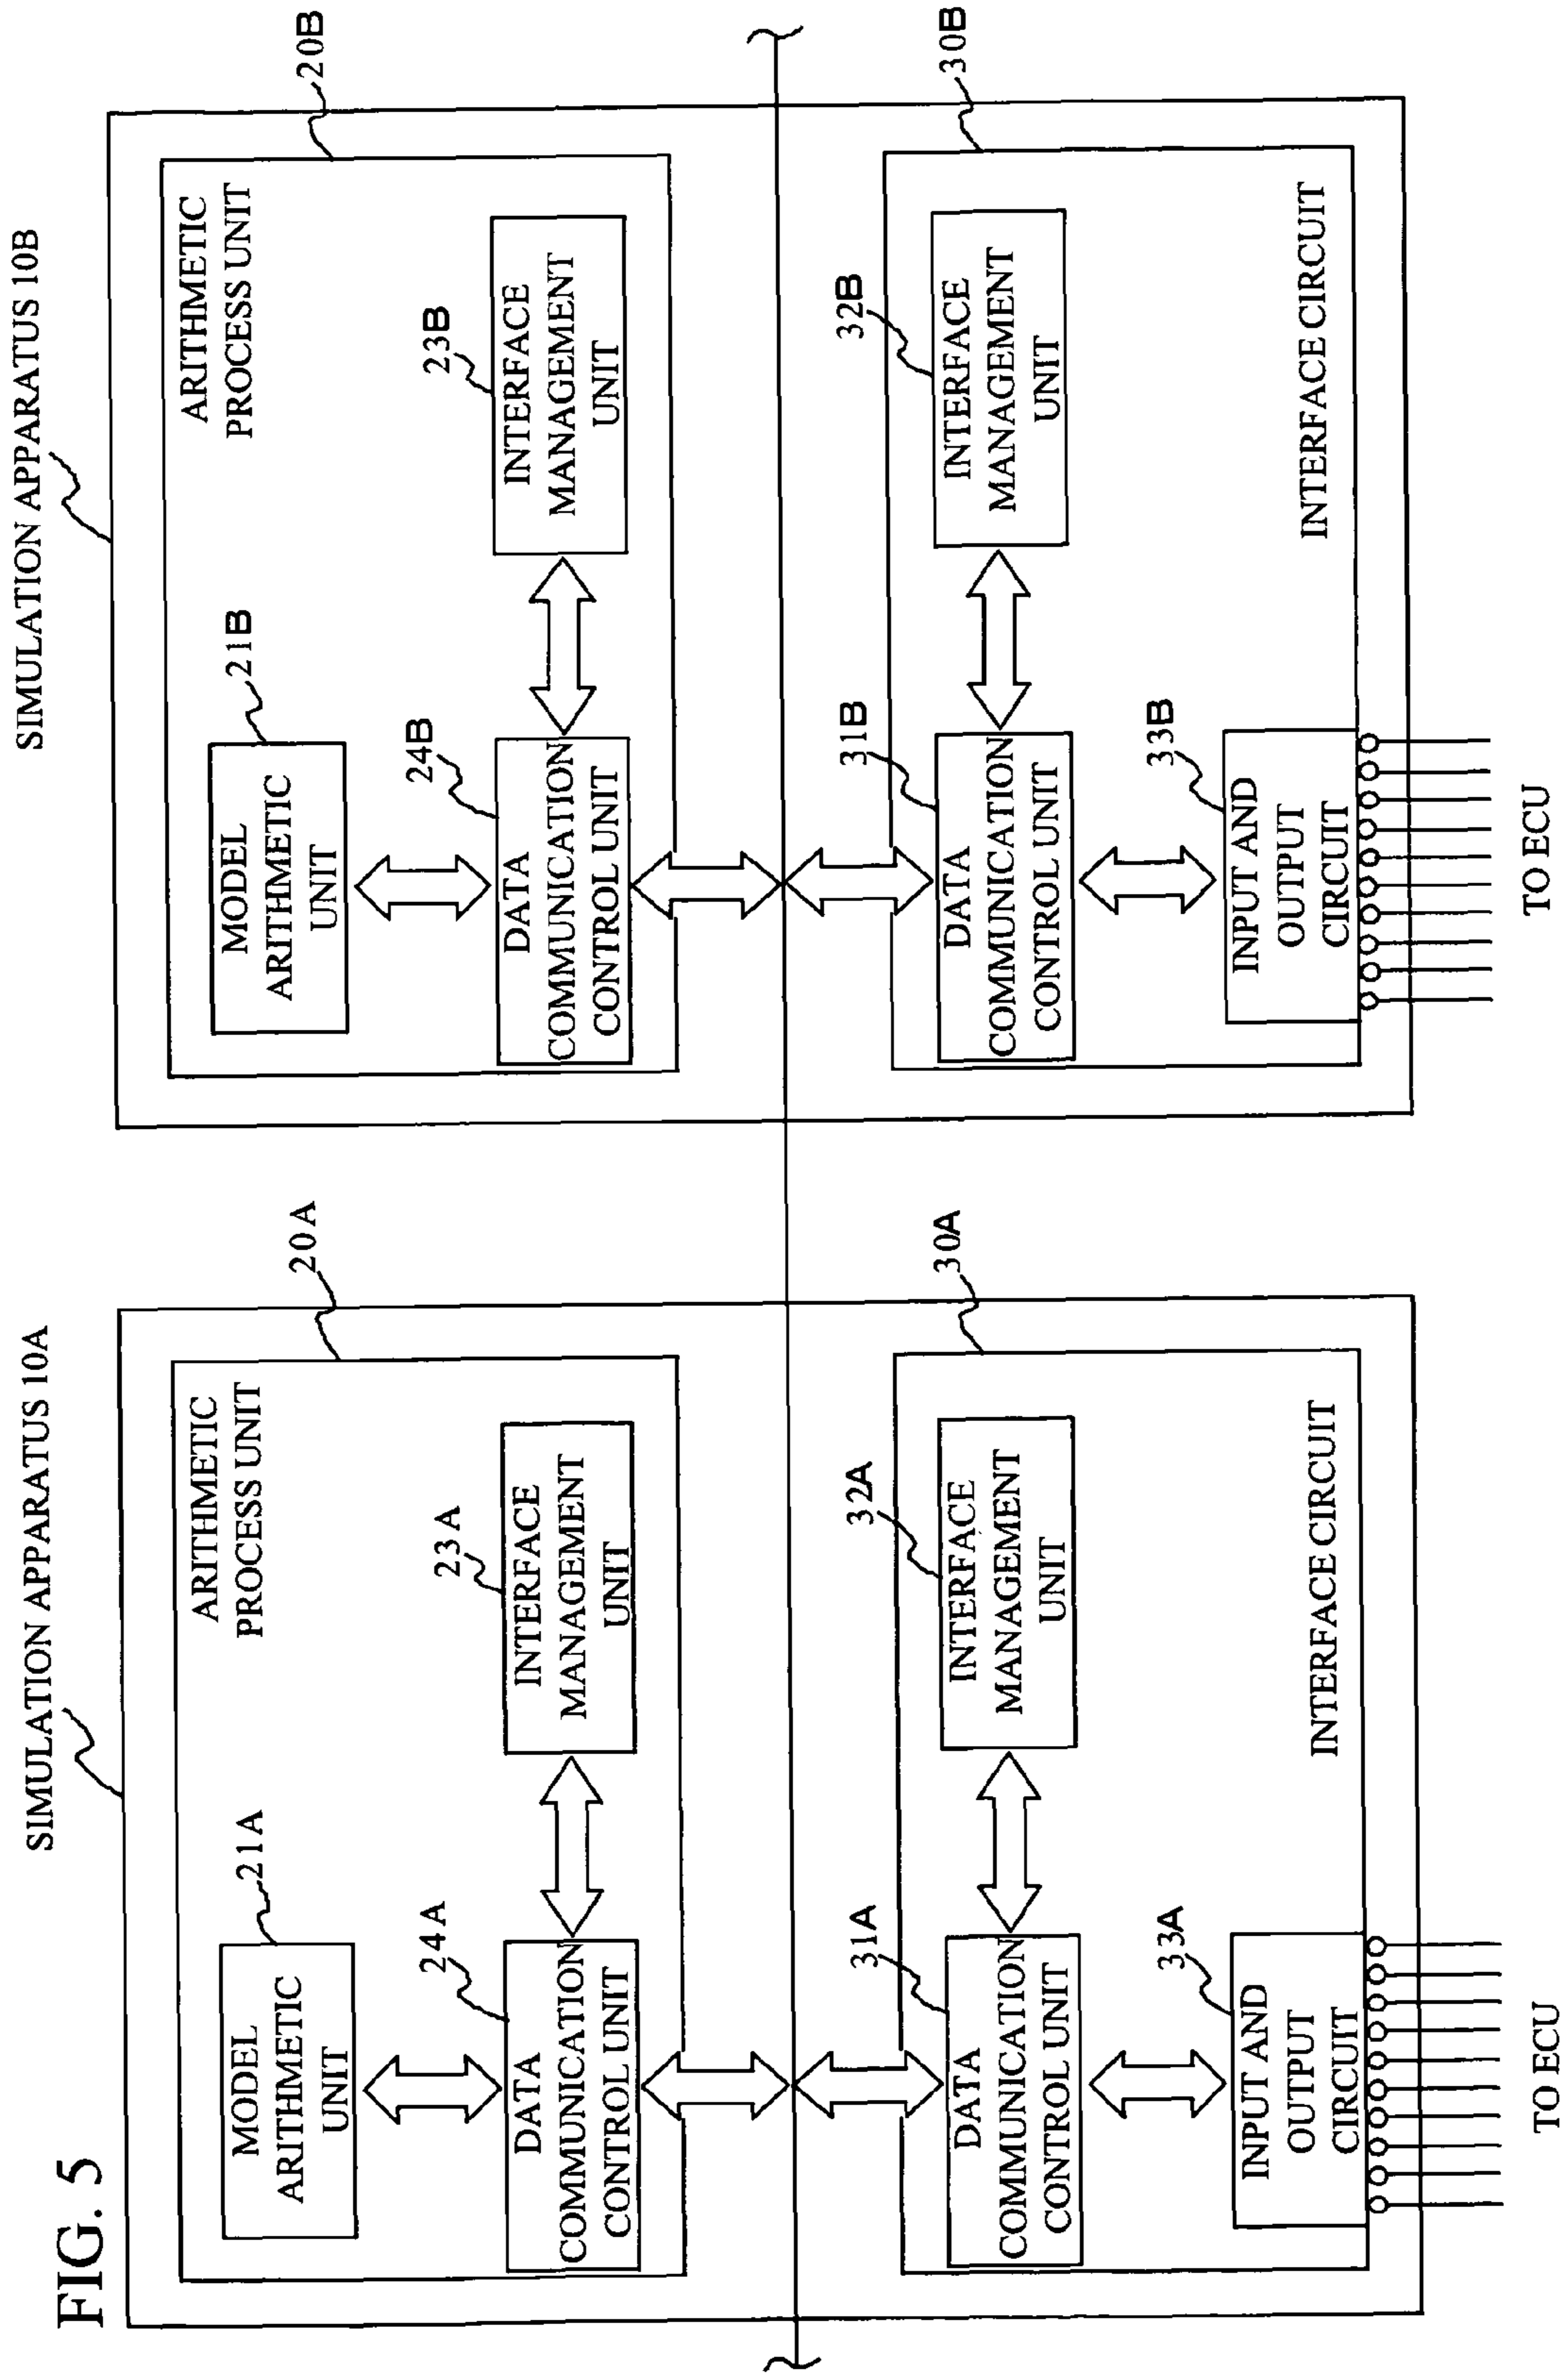 FIG. 5
SIMULATION APPARATUS 10A
20A
ARITHMETIC
PROCESS UNIT
21A
MODEL
ARITHMETIC
UNIT
24A
DATA
COMMUNICATION
CONTROL UNIT
23A
INTERFACE
MANAGEMENT
UNIT
30A
31A
DATA
COMMUNICATION
CONTROL UNIT
32A
INTERFACE
MANAGEMENT
UNIT
33A
INPUT AND
OUTPUT
CIRCUIT
INTERFACE CIRCUIT
TO ECU
SIMULATION APPARATUS 10B
20B
ARITHMETIC
PROCESS UNIT
21B
MODEL
ARITHMETIC
UNIT
24B
DATA
COMMUNICATION
CONTROL UNIT
23B
INTERFACE
MANAGEMENT
UNIT
30B
31B
DATA
COMMUNICATION
CONTROL UNIT
32B
INTERFACE
MANAGEMENT
UNIT
33B
INPUT AND
OUTPUT
CIRCUIT
INTERFACE CIRCUIT
TO ECU